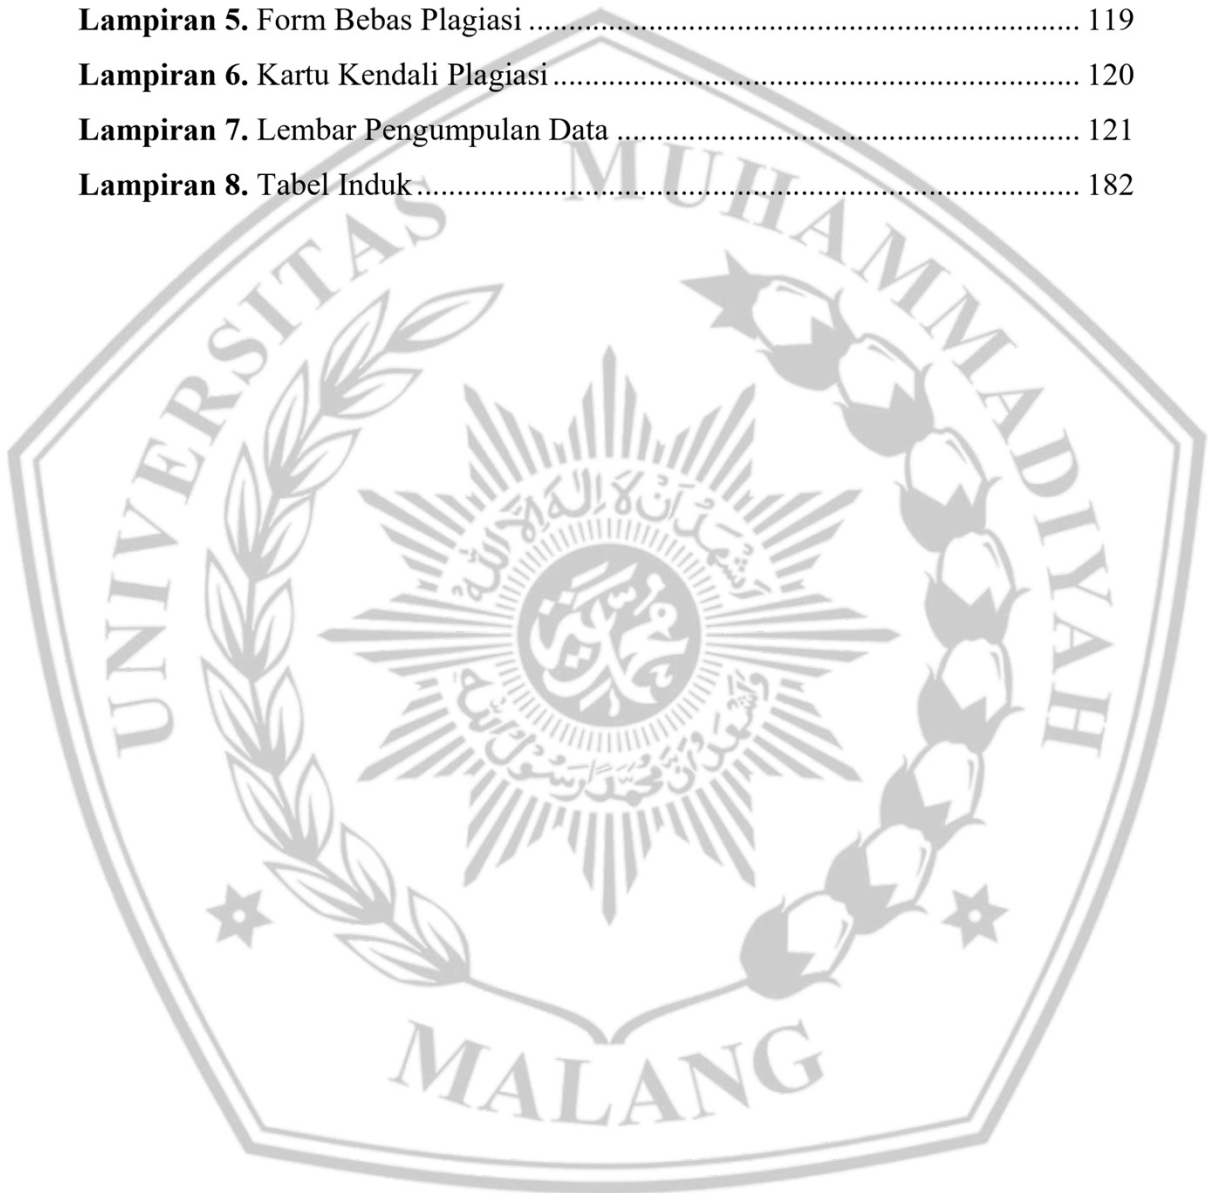 Lampiran 5. Form Bebas Plagiasi ................................................................... 119
Lampiran 6. Kartu Kendali Plagiasi ................................................................ 120
Lampiran 7. Lembar Pengumpulan Data ........................................................ 121
Lampiran 8. Tabel Induk ................................................................................. 182
UNIVERSITAS MUHAMMADIYAH
MALANG